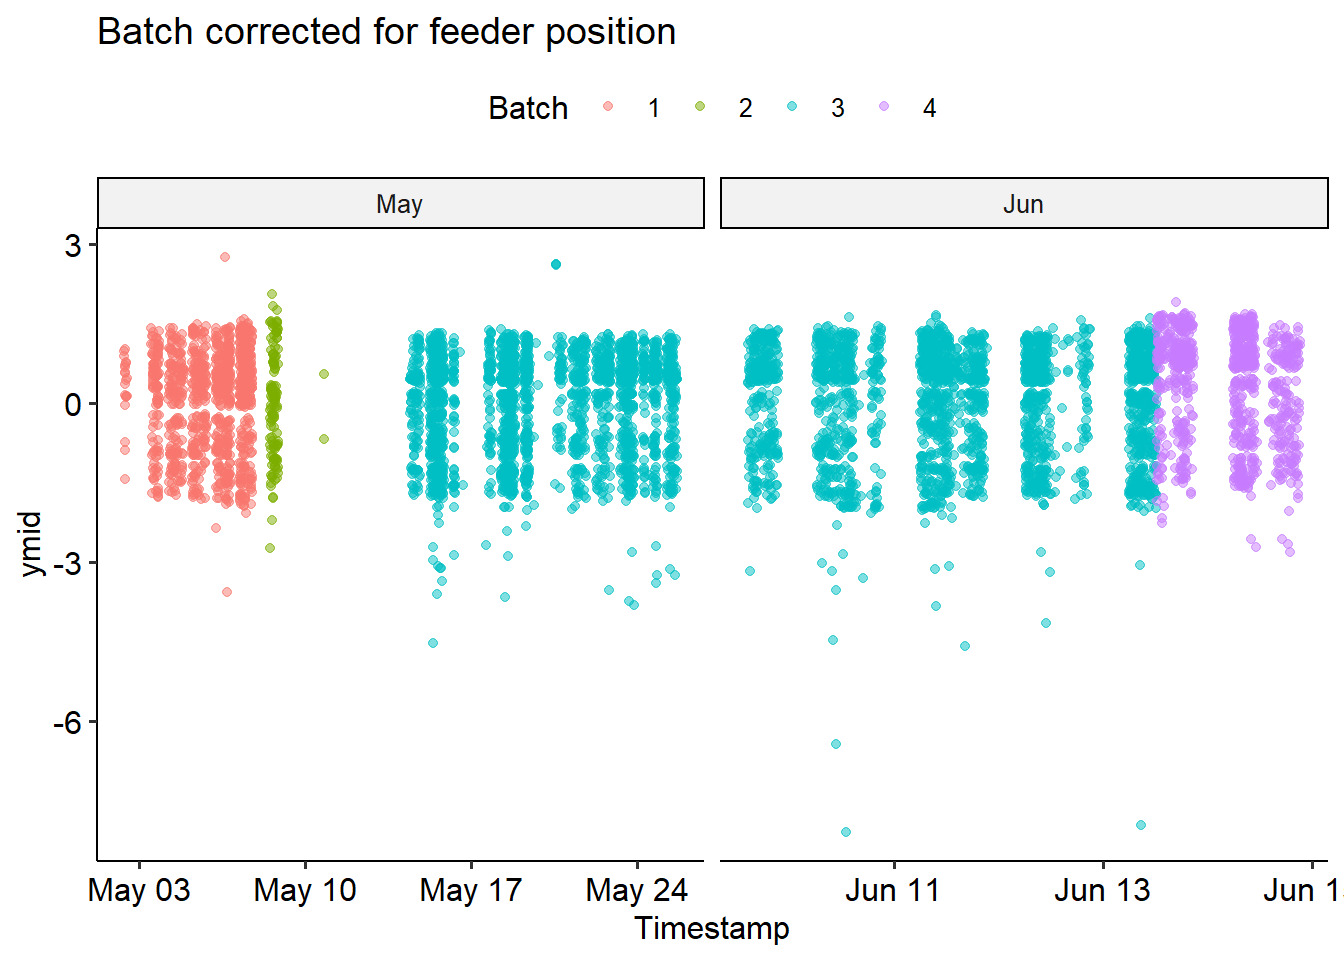 Batch corrected for feeder position
Batch 1 2 3 4
May Jun
3
0
-3
-6
ymid
May 03 May 10 May 17 May 24 Jun 11 Jun 13 Jun
Timestamp